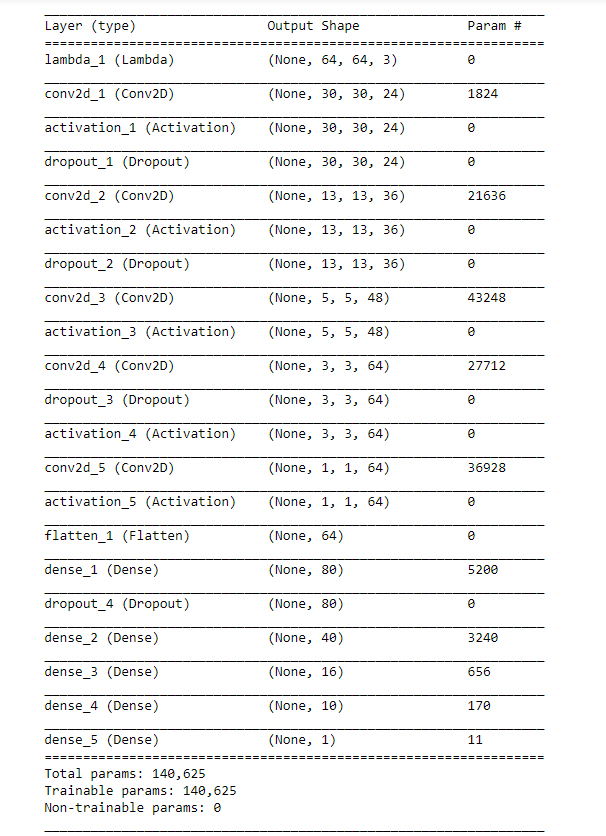 Layer (type)                 Output Shape              Param #
=================================================================
lambda_1 (Lambda)            (None, 64, 64, 3)         0
conv2d_1 (Conv2D)            (None, 30, 30, 24)        1824
activation_1 (Activation)    (None, 30, 30, 24)        0
dropout_1 (Dropout)          (None, 30, 30, 24)        0
conv2d_2 (Conv2D)            (None, 13, 13, 36)        21636
activation_2 (Activation)    (None, 13, 13, 36)        0
dropout_2 (Dropout)          (None, 13, 13, 36)        0
conv2d_3 (Conv2D)            (None, 5, 5, 48)          43248
activation_3 (Activation)    (None, 5, 5, 48)          0
conv2d_4 (Conv2D)            (None, 3, 3, 64)          27712
dropout_3 (Dropout)          (None, 3, 3, 64)          0
activation_4 (Activation)    (None, 3, 3, 64)          0
conv2d_5 (Conv2D)            (None, 1, 1, 64)          36928
activation_5 (Activation)    (None, 1, 1, 64)          0
flatten_1 (Flatten)          (None, 64)                0
dense_1 (Dense)              (None, 80)                5200
dropout_4 (Dropout)          (None, 80)                0
dense_2 (Dense)              (None, 40)                3240
dense_3 (Dense)              (None, 16)                656
dense_4 (Dense)              (None, 10)                170
dense_5 (Dense)              (None, 1)                 11
=================================================================
Total params: 140,625
Trainable params: 140,625
Non-trainable params: 0